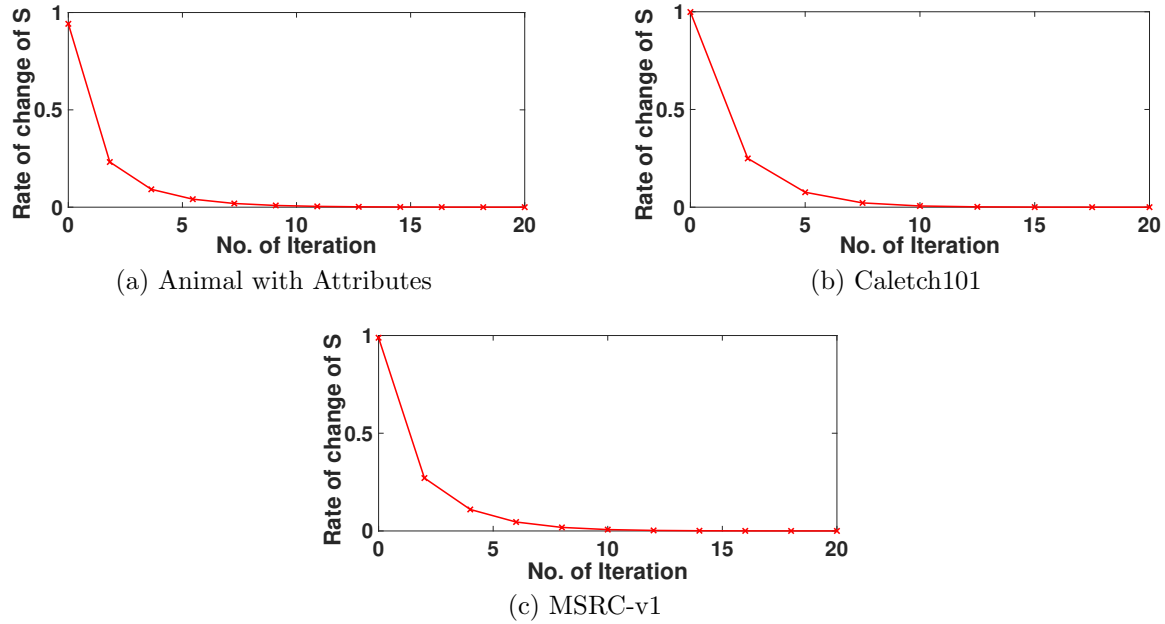 Rate of change of S
1
0.5
0
0 5 10 15 20
No. of Iteration
(a) Animal with Attributes
Rate of change of S
1
0.5
0
0 5 10 15 20
No. of Iteration
(b) Caletch101
Rate of change of S
1
0.5
0
0 5 10 15 20
No. of Iteration
(c) MSRC-v1